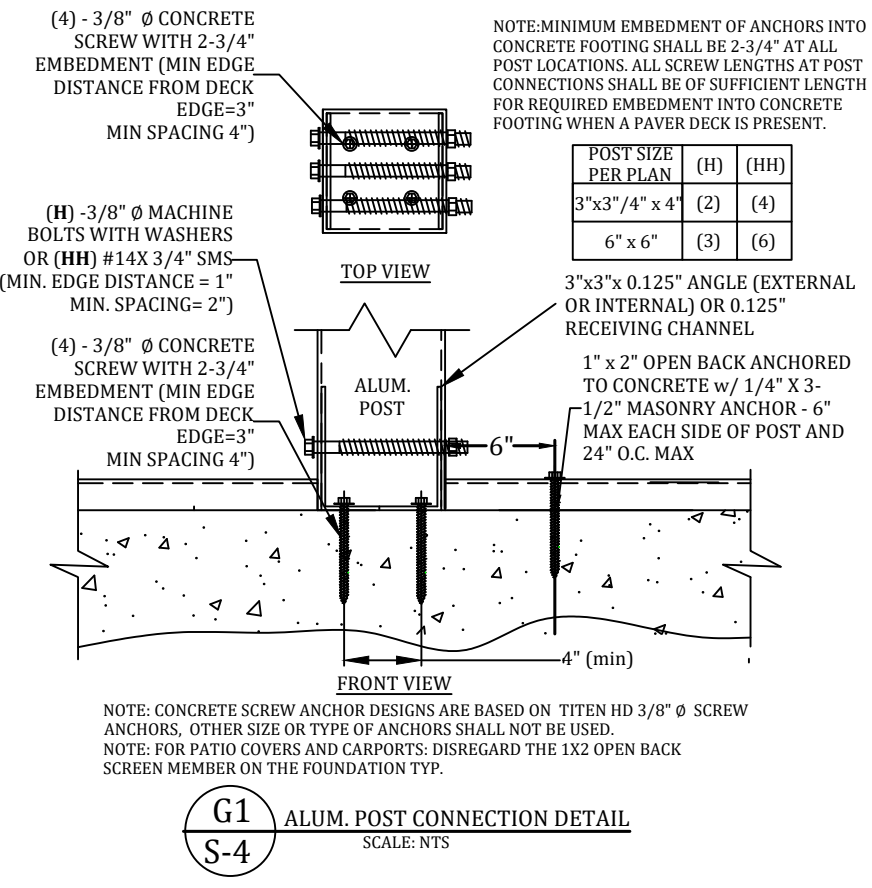 (4) - 3/8" Ø CONCRETE
SCREW WITH 2-3/4"
EMBEDMENT (MIN EDGE
DISTANCE FROM DECK
EDGE=3"
MIN SPACING 4")
NOTE:MINIMUM EMBEDMENT OF ANCHORS INTO
CONCRETE FOOTING SHALL BE 2-3/4" AT ALL
POST LOCATIONS. ALL SCREW LENGTHS AT POST
CONNECTIONS SHALL BE OF SUFFICIENT LENGTH
FOR REQUIRED EMBEDMENT INTO CONCRETE
FOOTING WHEN A PAVER DECK IS PRESENT.
POST SIZE
PER PLAN (H) (HH)
3"x3"/4" x 4" (2) (4)
6" x 6" (3) (6)
(H) -3/8" Ø MACHINE
BOLTS WITH WASHERS
OR (HH) #14X 3/4" SMS
(MIN. EDGE DISTANCE = 1"
MIN. SPACING= 2")
TOP VIEW
3"x3"x 0.125" ANGLE (EXTERNAL
OR INTERNAL) OR 0.125"
RECEIVING CHANNEL
(4) - 3/8" Ø CONCRETE
SCREW WITH 2-3/4"
EMBEDMENT (MIN EDGE
DISTANCE FROM DECK
EDGE=3"
MIN SPACING 4")
ALUM.
POST
1" x 2" OPEN BACK ANCHORED
TO CONCRETE w/ 1/4" X 3-
1/2" MASONRY ANCHOR - 6"
MAX EACH SIDE OF POST AND
24" O.C. MAX
6"
4" (min)
FRONT VIEW
NOTE: CONCRETE SCREW ANCHOR DESIGNS ARE BASED ON TITEN HD 3/8" Ø SCREW
ANCHORS, OTHER SIZE OR TYPE OF ANCHORS SHALL NOT BE USED.
NOTE: FOR PATIO COVERS AND CARPORTS: DISREGARD THE 1X2 OPEN BACK
SCREEN MEMBER ON THE FOUNDATION TYP.
G1
S-4
ALUM. POST CONNECTION DETAIL
SCALE: NTS